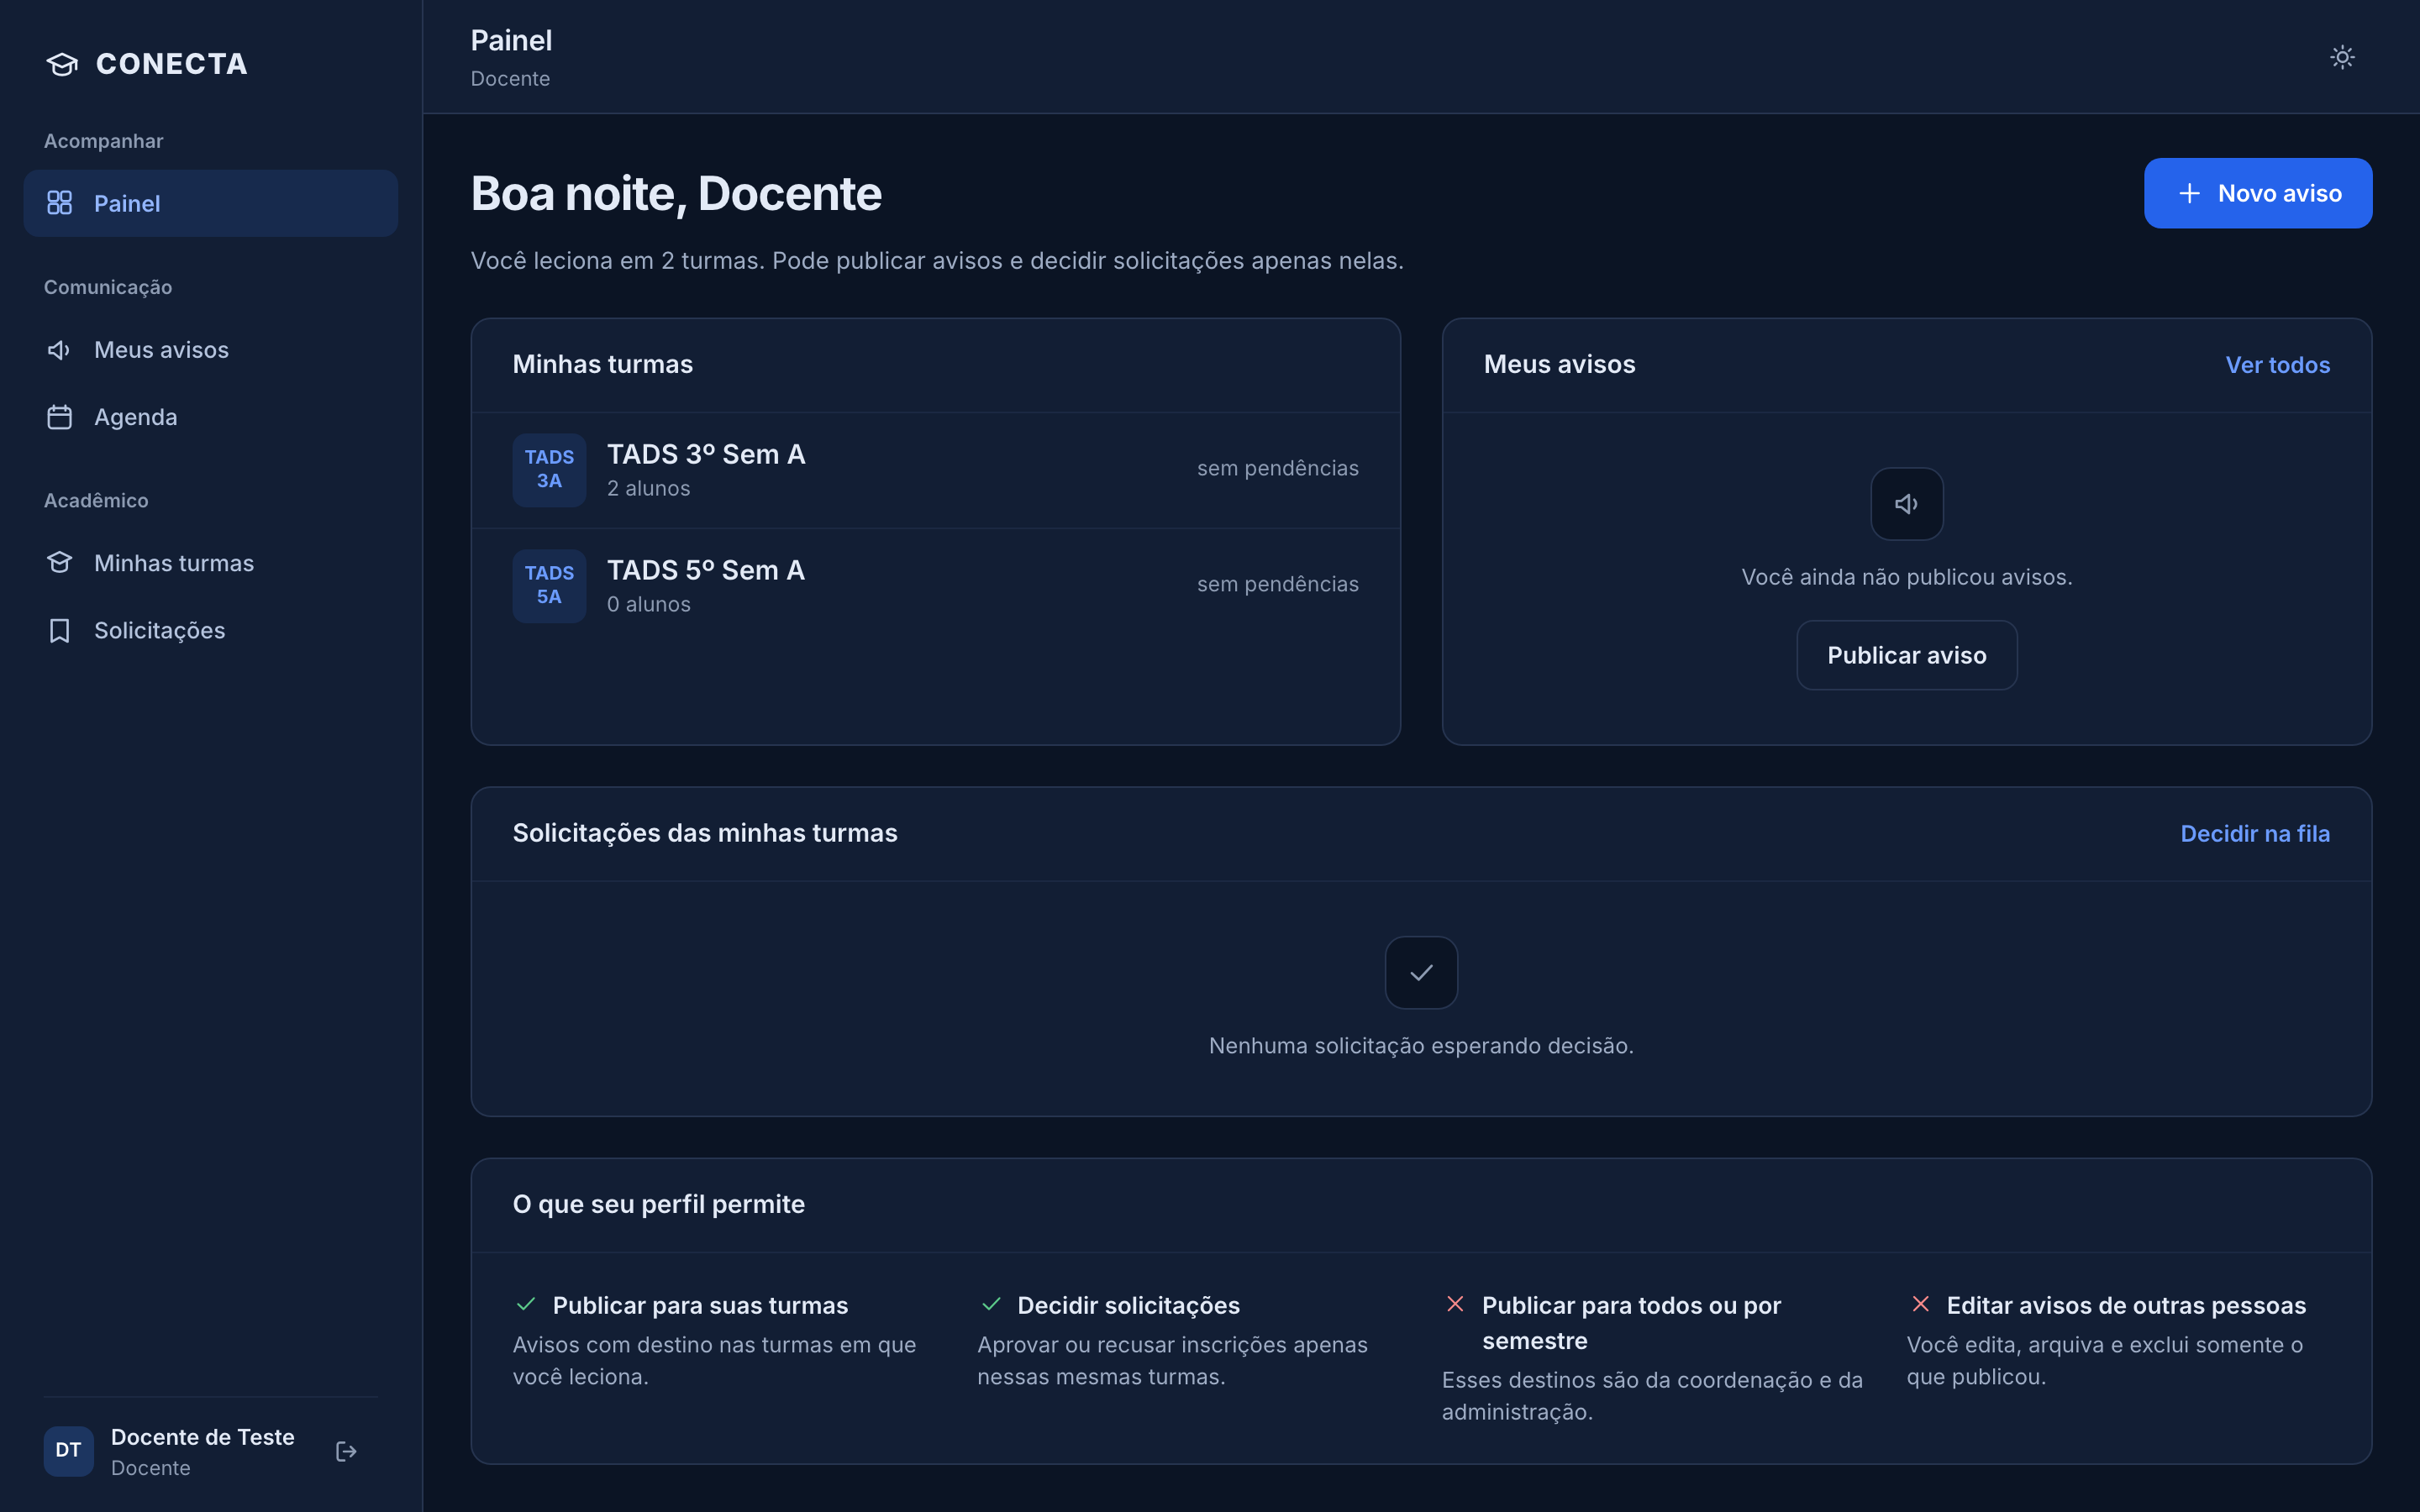 CONECTA
Acompanhar
Painel
Comunicação
Meus avisos
Agenda
Acadêmico
Minhas turmas
Solicitações
DT
Docente de Teste
Docente
Painel
Docente
Boa noite, Docente
Novo aviso
Você leciona em 2 turmas. Pode publicar avisos e decidir solicitações apenas nelas.
Minhas turmas
TADS
3A
TADS 3º Sem A
2 alunos
sem pendências
TADS
5A
TADS 5º Sem A
0 alunos
sem pendências
Meus avisos
Ver todos
Você ainda não publicou avisos.
Publicar aviso
Solicitações das minhas turmas
Decidir na fila
Nenhuma solicitação esperando decisão.
O que seu perfil permite
Publicar para suas turmas
Avisos com destino nas turmas em que
você leciona.
Decidir solicitações
Aprovar ou recusar inscrições apenas
nessas mesmas turmas.
Publicar para todos ou por
semestre
Esses destinos são da coordenação e da
administração.
Editar avisos de outras pessoas
Você edita, arquiva e exclui somente o
que publicou.